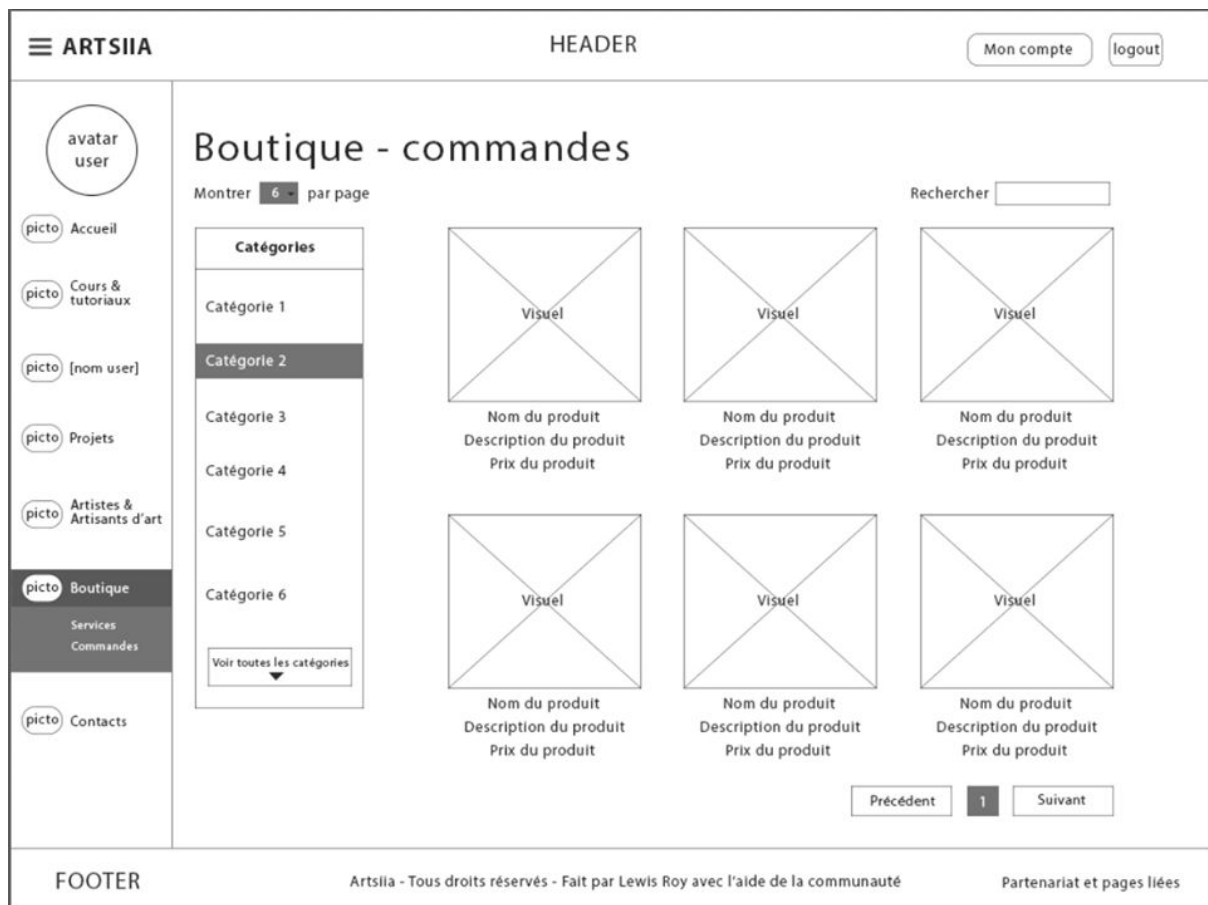 ARTSIIA
HEADER
Mon compte
logout
avatar
user
picto Accueil
picto Cours &
tutoriaux
picto [nom user]
picto Projets
picto Artistes &
Artisants d'art
picto Boutique
Services
Commandes
picto Contacts
Boutique - commandes
Montrer 6 par page
Rechercher
Catégories
Catégorie 1
Catégorie 2
Catégorie 3
Catégorie 4
Catégorie 5
Catégorie 6
Voir toutes les catégories
Visuel
Visuel
Visuel
Nom du produit
Description du produit
Prix du produit
Nom du produit
Description du produit
Prix du produit
Nom du produit
Description du produit
Prix du produit
Visuel
Visuel
Visuel
Nom du produit
Description du produit
Prix du produit
Nom du produit
Description du produit
Prix du produit
Nom du produit
Description du produit
Prix du produit
Précédent
1
Suivant
FOOTER
Artsiia - Tous droits réservés - Fait par Lewis Roy avec l'aide de la communauté
Partenariat et pages liées